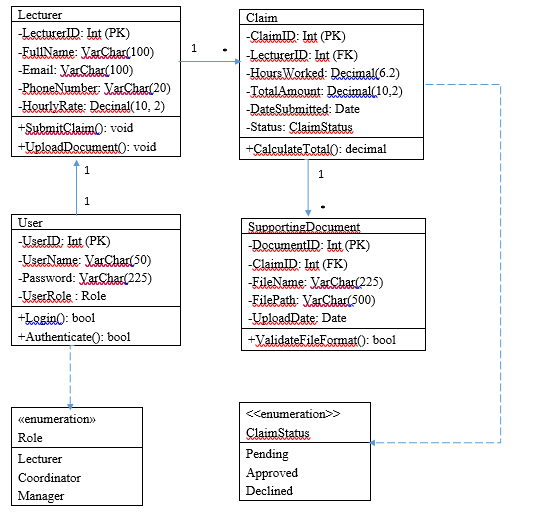 Lecturer
-LecturerID: Int (PK)
-FullName: VarChar(100)
-Email: VarChar(100)
-PhoneNumber: VarChar(20)
-HourlyRate: Decinal(10, 2)
+SubmitClaim(): void
+UploadDocument(): void
1
*
Claim
-ClaimID: Int (PK)
-LecturerID: Int (FK)
-HoursWorked: Decimal(6.2)
-TotalAmount: Decimal(10,2)
-DateSubmitted: Date
-Status: ClaimStatus
+CalculateTotal(): decimal
1
1
1
*
User
-UserID: Int (PK)
-UserName: VarChar(50)
-Password: VarChar(225)
-UserRole : Role
+Login(): bool
+Authenticate(): bool
SupportingDocument
-DocumentID: Int (PK)
-ClaimID: Int (FK)
-FileName: VarChar(225)
-FilePath: VarChar(500)
-UploadDate: Date
+ValidateFileFormat(): bool
«enumeration»
Role
Lecturer
Coordinator
Manager
<<enumeration>>
ClaimStatus
Pending
Approved
Declined